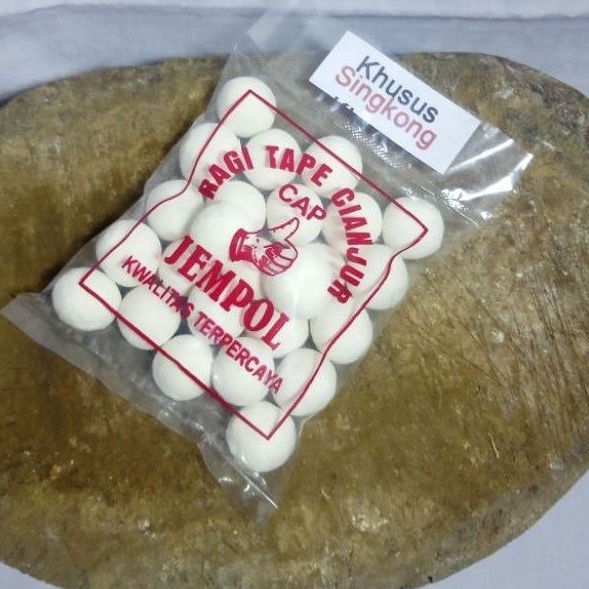 Khusus
Singkong
RAGI TAPE CIANJUR
CAP
JEMPOL
KWALITAS TERPERCAYA